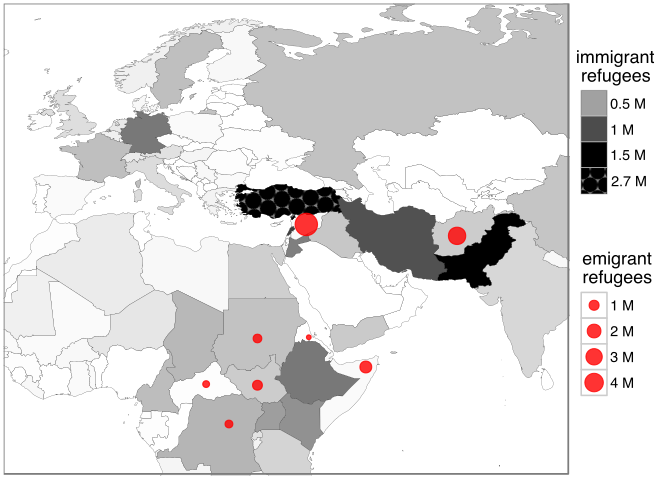 immigrant
refugees
0.5 M
1 M
1.5 M
2.7 M
emigrant
refugees
1 M
2 M
3 M
4 M